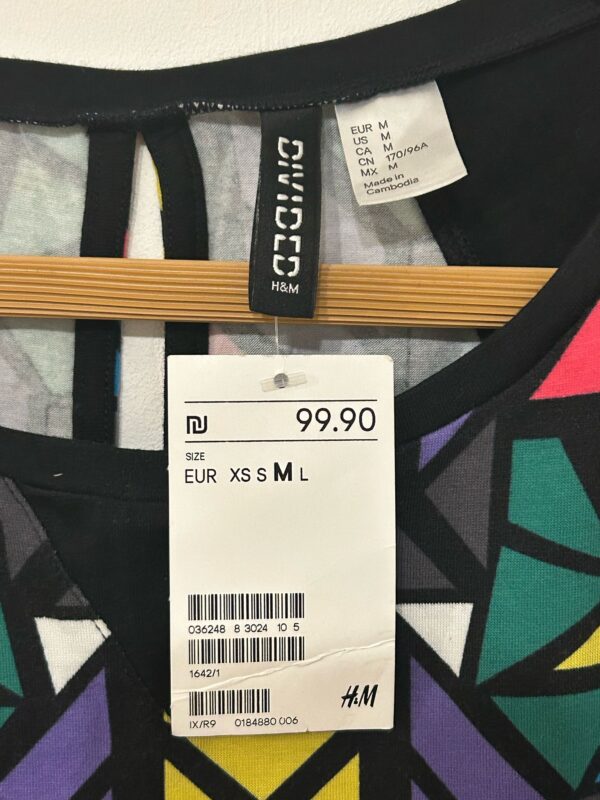 DIVIDED
H&M
EUR M
US M
CA M
CN 170/96A
MX M
Made in
Cambodia
₪ 99.90
SIZE
EUR XS S M L
036248 8 3024 10 5
1642/1
IX/R9 0184880 006
H&M